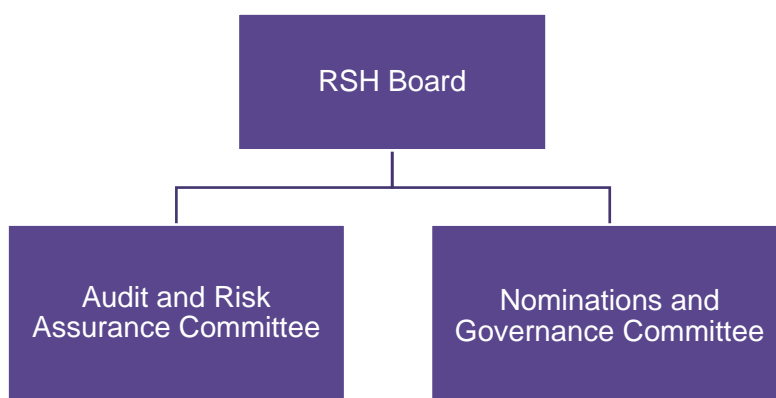 RSH Board
Audit and Risk
Assurance Committee
Nominations and
Governance Committee